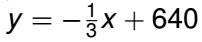 y = −⅓x + 640